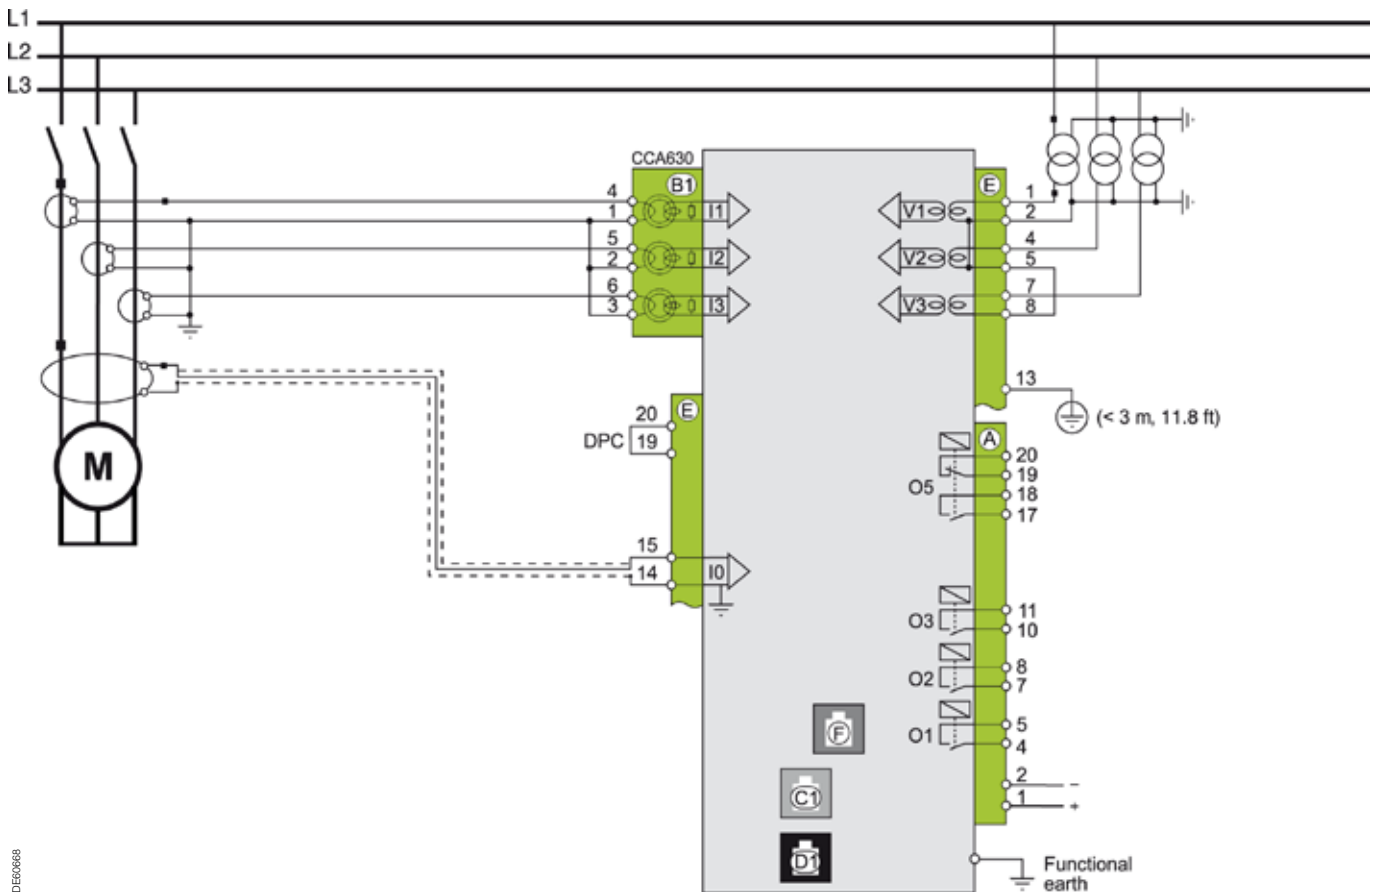 L1
L2
L3
CCA630
B1
E
4
1
I1
V1
1
2
5
2
I2
V2
4
5
6
3
I3
V3
7
8
13
(< 3 m, 11.8 ft)
20
E
DPC
19
A
20
19
O5
18
17
M
15
14
I0
11
O3
10
8
O2
7
F
5
O1
4
2
-
C1
1
+
D1
Functional
earth
DE60668